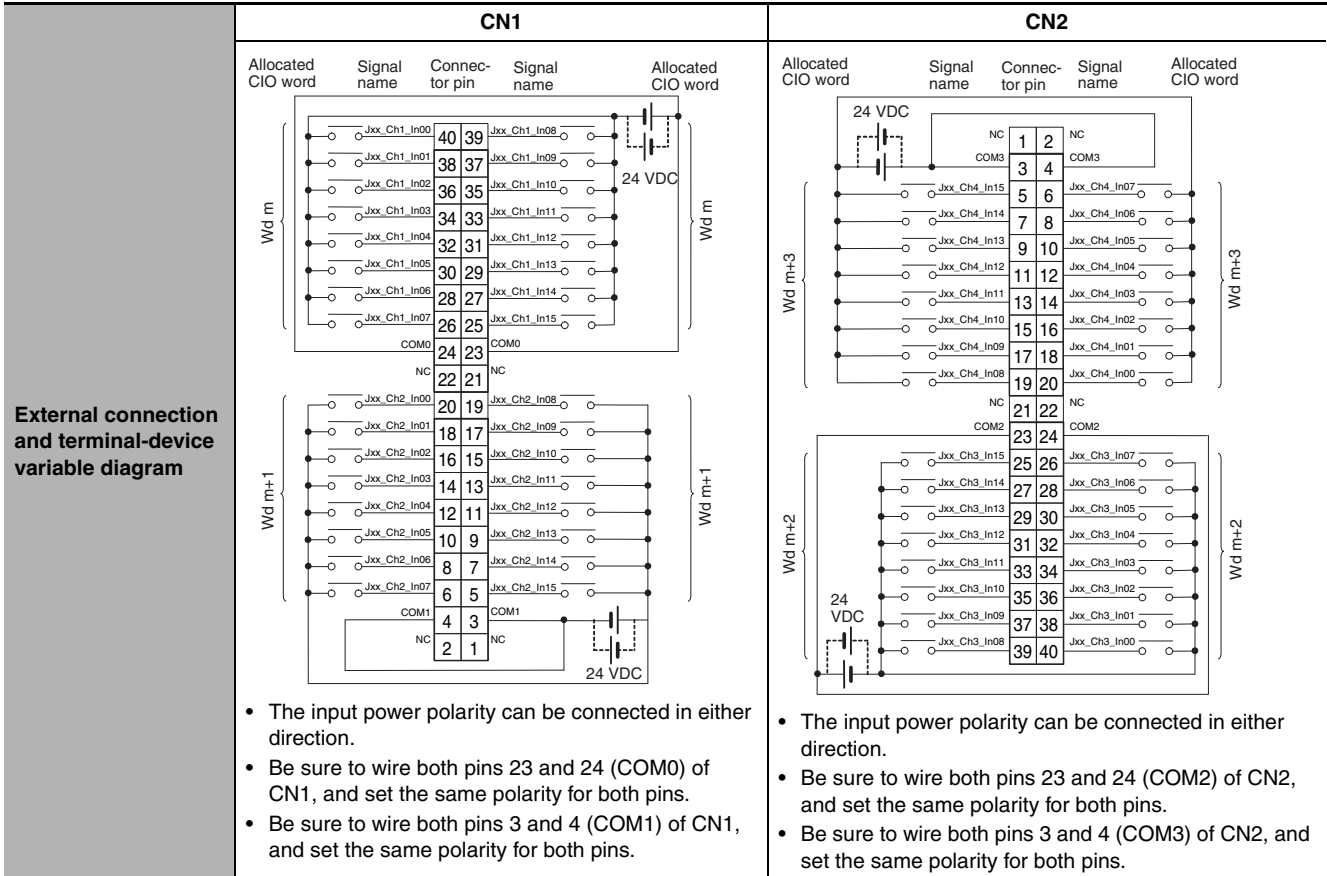 CN1
CN2
External connection
and terminal-device
variable diagram
Allocated
CIO word
Signal
name
Connec-
tor pin
Signal
name
Allocated
CIO word
24 VDC
Wd m
Wd m
Jxx_Ch1_In00 40 39 Jxx_Ch1_In08
Jxx_Ch1_In01 38 37 Jxx_Ch1_In09
Jxx_Ch1_In02 36 35 Jxx_Ch1_In10
Jxx_Ch1_In03 34 33 Jxx_Ch1_In11
Jxx_Ch1_In04 32 31 Jxx_Ch1_In12
Jxx_Ch1_In05 30 29 Jxx_Ch1_In13
Jxx_Ch1_In06 28 27 Jxx_Ch1_In14
Jxx_Ch1_In07 26 25 Jxx_Ch1_In15
COM0 24 23 COM0
NC 22 21 NC
Wd m+1
Wd m+1
Jxx_Ch2_In00 20 19 Jxx_Ch2_In08
Jxx_Ch2_In01 18 17 Jxx_Ch2_In09
Jxx_Ch2_In02 16 15 Jxx_Ch2_In10
Jxx_Ch2_In03 14 13 Jxx_Ch2_In11
Jxx_Ch2_In04 12 11 Jxx_Ch2_In12
Jxx_Ch2_In05 10 9 Jxx_Ch2_In13
Jxx_Ch2_In06 8 7 Jxx_Ch2_In14
Jxx_Ch2_In07 6 5 Jxx_Ch2_In15
COM1 4 3 COM1
NC 2 1 NC
24 VDC
• The input power polarity can be connected in either
direction.
• Be sure to wire both pins 23 and 24 (COM0) of
CN1, and set the same polarity for both pins.
• Be sure to wire both pins 3 and 4 (COM1) of CN1,
and set the same polarity for both pins.
Allocated
CIO word
Signal
name
Connec-
tor pin
Signal
name
Allocated
CIO word
24 VDC
NC 1 2 NC
COM3 3 4 COM3
Wd m+3
Wd m+3
Jxx_Ch4_In15 5 6 Jxx_Ch4_In07
Jxx_Ch4_In14 7 8 Jxx_Ch4_In06
Jxx_Ch4_In13 9 10 Jxx_Ch4_In05
Jxx_Ch4_In12 11 12 Jxx_Ch4_In04
Jxx_Ch4_In11 13 14 Jxx_Ch4_In03
Jxx_Ch4_In10 15 16 Jxx_Ch4_In02
Jxx_Ch4_In09 17 18 Jxx_Ch4_In01
Jxx_Ch4_In08 19 20 Jxx_Ch4_In00
NC 21 22 NC
COM2 23 24 COM2
Wd m+2
Wd m+2
Jxx_Ch3_In15 25 26 Jxx_Ch3_In07
Jxx_Ch3_In14 27 28 Jxx_Ch3_In06
Jxx_Ch3_In13 29 30 Jxx_Ch3_In05
Jxx_Ch3_In12 31 32 Jxx_Ch3_In04
Jxx_Ch3_In11 33 34 Jxx_Ch3_In03
Jxx_Ch3_In10 35 36 Jxx_Ch3_In02
Jxx_Ch3_In09 37 38 Jxx_Ch3_In01
Jxx_Ch3_In08 39 40 Jxx_Ch3_In00
24
VDC
• The input power polarity can be connected in either
direction.
• Be sure to wire both pins 23 and 24 (COM2) of CN2,
and set the same polarity for both pins.
• Be sure to wire both pins 3 and 4 (COM3) of CN2, and
set the same polarity for both pins.